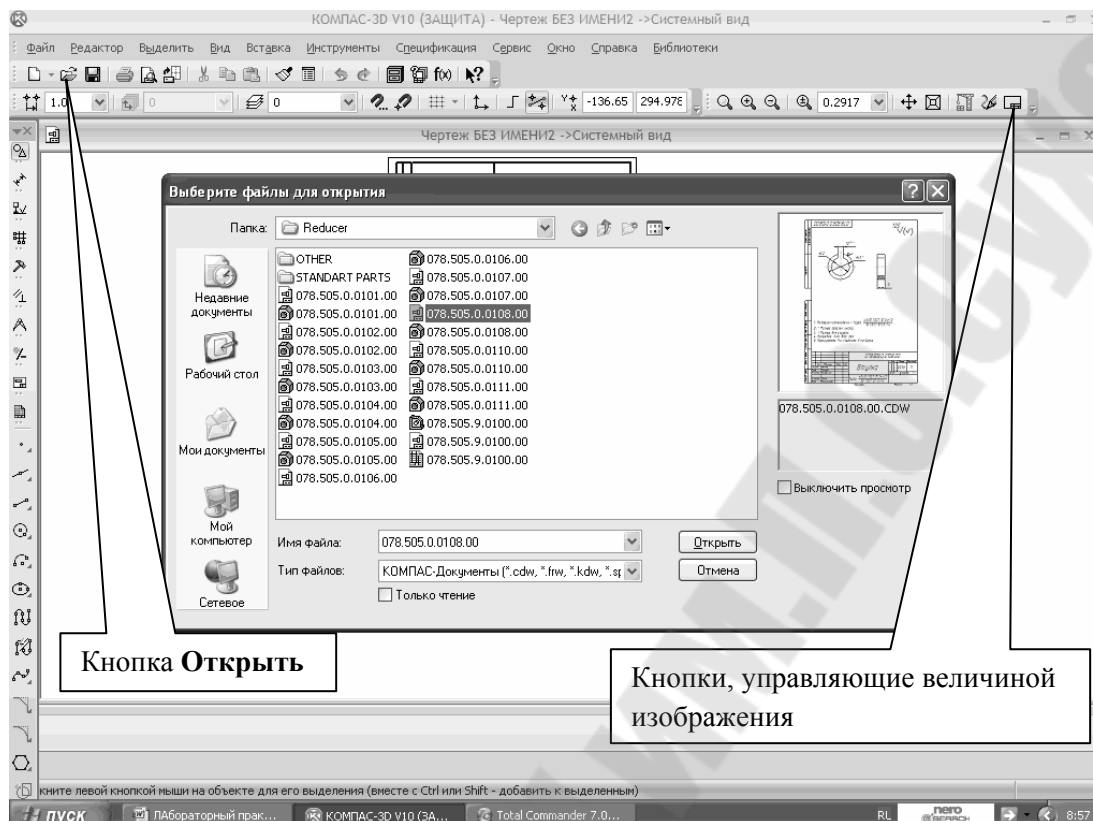 КОМПАС-3D V10 (ЗАЩИТА) - Чертеж БЕЗ ИМЕНИ2 ->Системный вид
Файл Редактор Выделить Вид Вставка Инструменты Спецификация Сервис Окно Справка Библиотеки
1.0 0 0 -136.65 294.978 0.2917
Чертеж БЕЗ ИМЕНИ2 ->Системный вид
Выберите файлы для открытия
Папка: Reducer
OTHER
STANDART PARTS
078.505.0.0101.00
078.505.0.0101.00
078.505.0.0102.00
078.505.0.0102.00
078.505.0.0103.00
078.505.0.0103.00
078.505.0.0104.00
078.505.0.0104.00
078.505.0.0105.00
078.505.0.0105.00
078.505.0.0106.00
078.505.0.0106.00
078.505.0.0107.00
078.505.0.0107.00
078.505.0.0108.00
078.505.0.0108.00
078.505.0.0110.00
078.505.0.0110.00
078.505.0.0111.00
078.505.0.0111.00
078.505.9.0100.00
078.505.9.0100.00
078.505.9.0100.00
Недавние
документы
Рабочий стол
Мои документы
Мой
компьютер
Сетевое
Втулка
078.505.0.0108.00.CDW
Выключить просмотр
Имя файла: 078.505.0.0108.00 Открыть
Тип файлов: КОМПАС-Документы (*.cdw, *.frw, *.kdw, *.sp Отмена
Только чтение
Кнопка Открыть
Кнопки, управляющие величиной
изображения
кните левой кнопкой мыши на объекте для его выделения (вместе с Ctrl или Shift - добавить к выделенным)
пуск ЛАбораторный прак... КОМПАС-3D V10 (ЗА... Total Commander 7.0... RL nero SEARCH 8:57